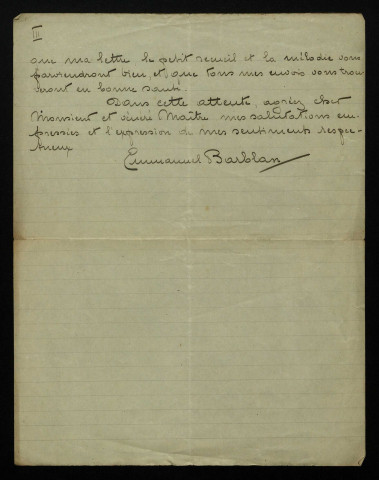 III
que ma lettre, le petit recueil et la mélodie vous
parviendront bien, et que tous mes envois vous trou-
veront en bonne santé.
Dans cette attente, agréez cher
Monsieur et vénéré Maître mes salutations em-
pressées et l'expression de mes sentiments respec-
tueux
Emmanuel Barblan